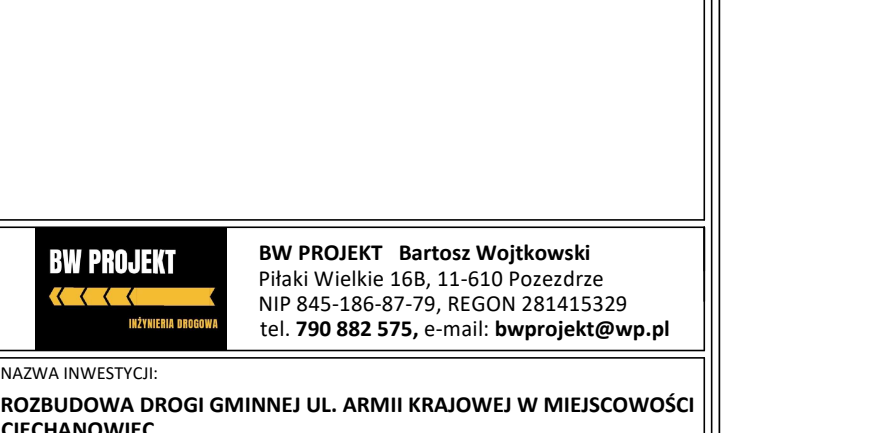 BW PROJEKT
INŻYNIERIA DROGOWA
BW PROJEKT Bartosz Wojtkowski
Piłaki Wielkie 16B, 11-610 Pozezdrze
NIP 845-186-87-79, REGON 281415329
tel. 790 882 575, e-mail: bwprojekt@wp.pl
NAZWA INWESTYCJI:
ROZBUDOWA DROGI GMINNEJ UL. ARMII KRAJOWEJ W MIEJSCOWOŚCI
CIECHANOWIEC